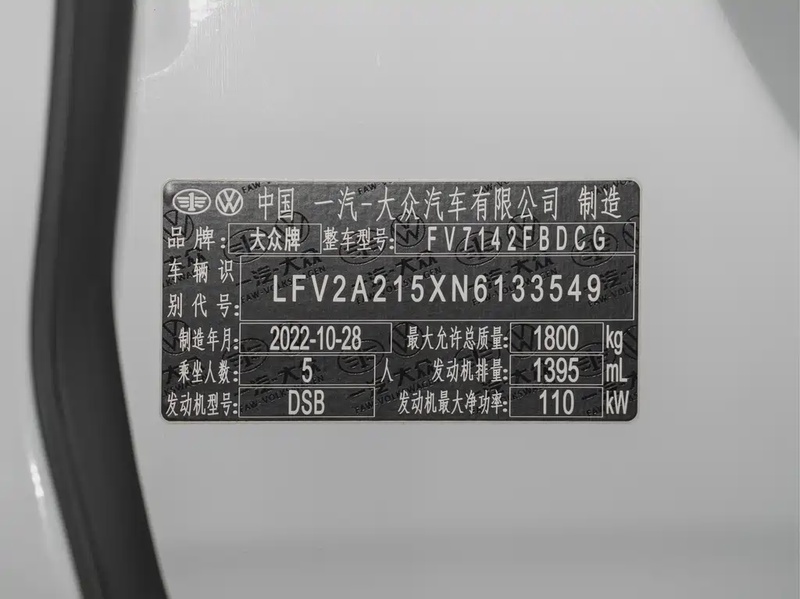 中国 一汽-大众汽车有限公司 制造
品牌: 大众牌 整车型号: FV7142FBDCG
车辆识别代号: LFV2A215XN6133549
制造年月: 2022-10-28 最大允许总质量: 1800 kg
乘坐人数: 5 人 发动机排量: 1395 mL
发动机型号: DSB 发动机最大净功率: 110 kW